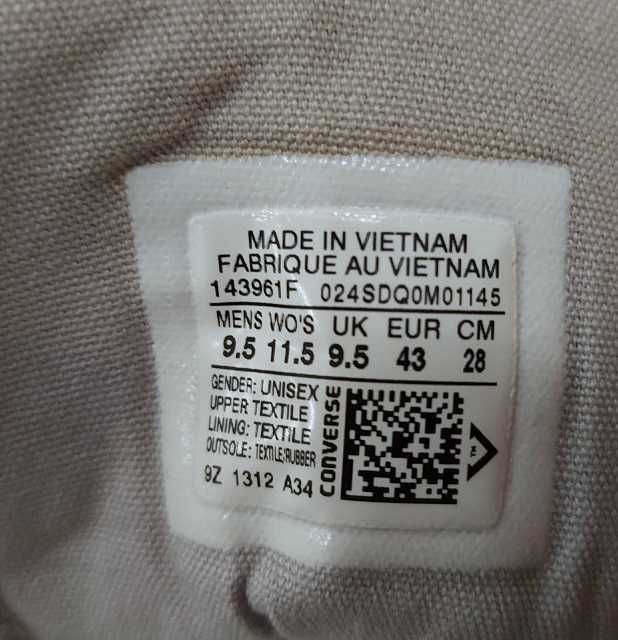 MADE IN VIETNAM
FABRIQUE AU VIETNAM
143961F 024SDQ0M01145
MENS WO'S UK EUR CM
9.5 11.5 9.5 43 28
GENDER: UNISEX
UPPER TEXTILE
LINING: TEXTILE
OUTSOLE: TEXTILE/RUBBER
9Z 1312 A34
CONVERSE
TM